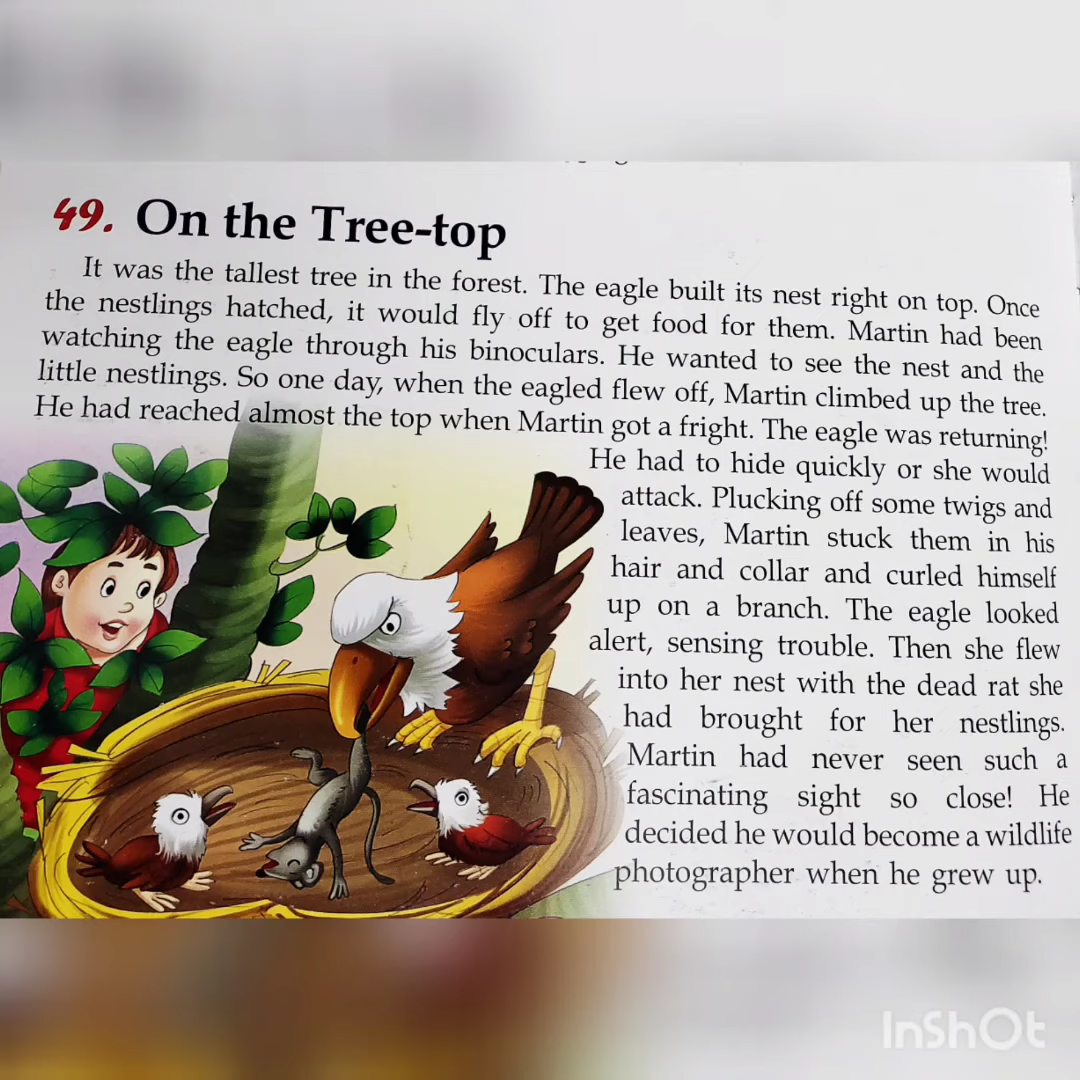 49. On the Tree-top
It was the tallest tree in the forest. The eagle built its nest right on top. Once
the nestlings hatched, it would fly off to get food for them. Martin had been
watching the eagle through his binoculars. He wanted to see the nest and the
little nestlings. So one day, when the eagled flew off, Martin climbed up the tree.
He had reached almost the top when Martin got a fright. The eagle was returning!
He had to hide quickly or she would
attack. Plucking off some twigs and
leaves, Martin stuck them in his
hair and collar and curled himself
up on a branch. The eagle looked
alert, sensing trouble. Then she flew
into her nest with the dead rat she
had brought for her nestlings.
Martin had never seen such a
fascinating sight so close! He
decided he would become a wildlife
photographer when he grew up.
InShOt